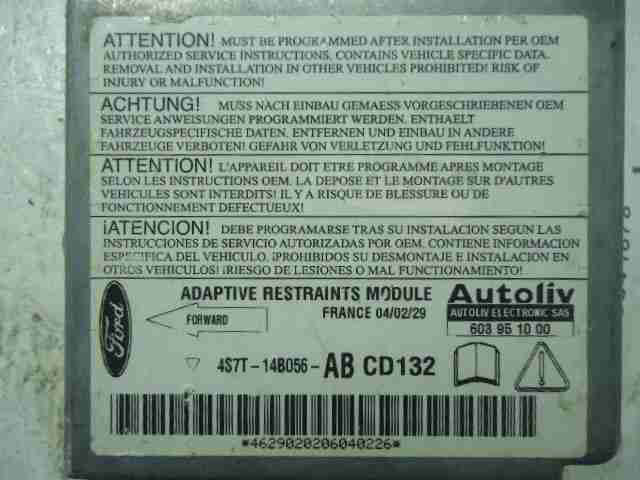 ATTENTION! MUST BE PROGRAMMED AFTER INSTALLATION PER OEM
AUTHORIZED SERVICE INSTRUCTIONS, CONTAINS VEHICLE SPECIFIC DATA.
REMOVAL AND INSTALLATION IN OTHER VEHICLES PROHIBITED! RISK OF
INJURY OR MALFUNCTION!
ACHTUNG! MUSS NACH EINBAU GEMAESS VORGESCHRIEBENEN OEM
SERVICE ANWEISUNGEN PROGRAMMIERT WERDEN. ENTHAELT
FAHRZEUGSPEZIFISCHE DATEN. ENTFERNEN UND EINBAU IN ANDERE
FAHRZEUGE VERBOTEN! GEFAHR VON VERLETZUNG UND FEHLFUNKTION!
ATTENTION! L'APPAREIL DOIT ETRE PROGRAMME APRES MONTAGE
SELON LES INSTRUCTIONS OEM. LA DEPOSE ET LE MONTAGE SUR D'AUTRES
VEHICULES SONT INTERDITS! IL Y A RISQUE DE BLESSURE OU DE
FONCTIONNEMENT DEFECTUEUX!
¡ATENCION! DEBE PROGRAMARSE TRAS SU INSTALACION SEGUN LAS
INSTRUCCIONES DE SERVICIO AUTORIZADAS POR OEM. CONTIENE INFORMACION
ESPECIFICA DEL VEHICULO. ¡PROHIBIDOS SU DESMONTAJE E INSTALACION EN
OTROS VEHICULOS! ¡RIESGO DE LESIONES O MAL FUNCIONAMIENTO!
Ford
FORWARD
ADAPTIVE RESTRAINTS MODULE
FRANCE 04/02/29
Autoliv
AUTOLIV ELECTRONIC SAS
603 95 10 00
4S7T-14B056-AB CD132
*4629020206040226*